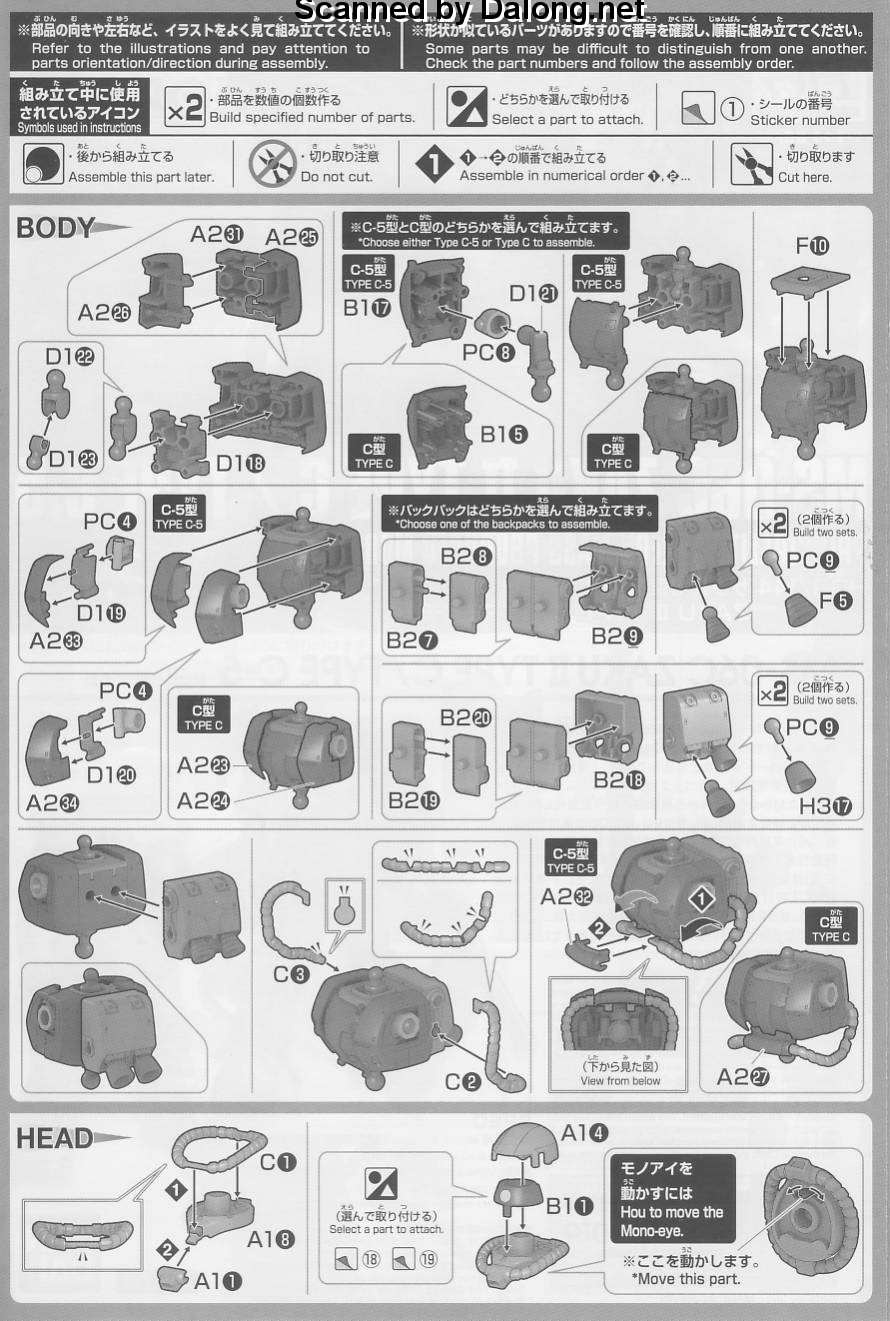 Scanned by Dalong.net
※部品の向きや左右など、イラストをよく見て組み立ててください。
Refer to the illustrations and pay attention to
parts orientation/direction during assembly.
※形状が似ているパーツがありますので番号を確認し、順番に組み立てください。
Some parts may be difficult to distinguish from one another.
Check the part numbers and follow the assembly order.
組み立て中に使用
されているアイコン
Symbols used in instructions
×2
・部品を数値の個数作る
Build specified number of parts.
・どちらかを選んで取り付ける
Select a part to attach.
①
・シールの番号
Sticker number
・後から組み立てる
Assemble this part later.
・切り取り注意
Do not cut.
1
❶→❷の順番で組み立てる
Assemble in numerical order ❶,❷...
・切り取ります
Cut here.
BODY
A2㉛
A2㉕
A2㉖
D1㉒
D1㉓
D1⓲
※C-5型とC型のどちらかを選んで組み立てます。
*Choose either Type C-5 or Type C to assemble.
C-5型
TYPE C-5
B1⓱
D1㉑
PC❽
C型
TYPE C
B1❺
C-5型
TYPE C-5
C型
TYPE C
F❿
PC❹
C-5型
TYPE C-5
D1⓳
A2㉝
PC❹
D1⓴
A2㉞
C型
TYPE C
A2㉓
A2㉔
※バックパックはどちらかを選んで組み立てます。
*Choose one of the backpacks to assemble.
B2❽
B2❼
B2❾
×2
(2個作る)
Build two sets.
PC❾
F❺
B2⓴
B2⓳
B2⓲
×2
(2個作る)
Build two sets.
PC❾
H3⓱
C❸
C❷
C-5型
TYPE C-5
A2㉜
2
1
(下から見た図)
View from below
C型
TYPE C
A2㉗
HEAD
C❶
1
2
A1❽
A1❶
(選んで取り付ける)
Select a part to attach.
⑱
⑲
A1❹
B1❶
モノアイを
動かすには
Hou to move the
Mono-eye.
※ここを動かします。
*Move this part.